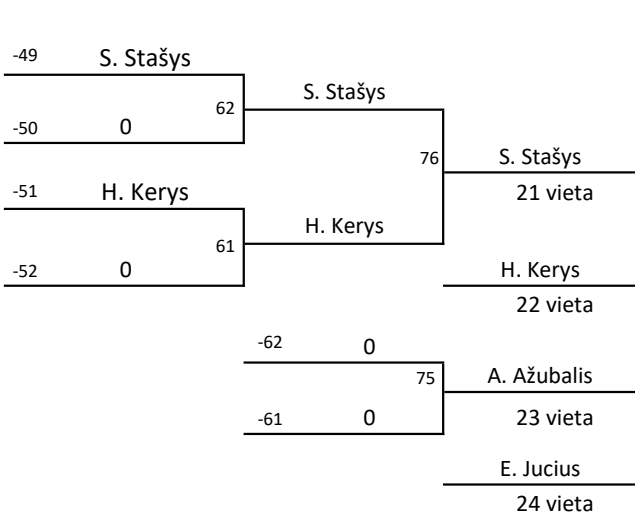 -49 S. Stašys
62 S. Stašys
-50 0
76 S. Stašys
-51 H. Kerys 21 vieta
H. Kerys
61
-52 0 H. Kerys
22 vieta
-62 0
75 A. Ažubalis
-61 0 23 vieta
E. Jucius
24 vieta